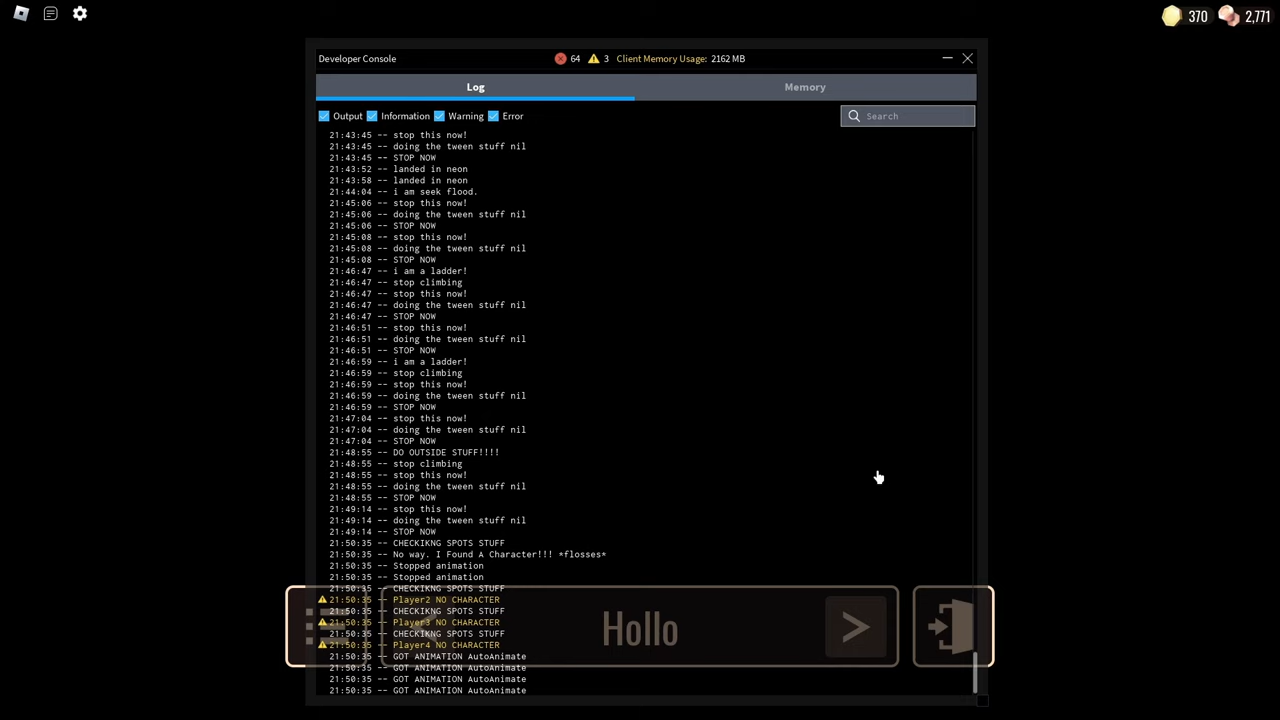 370 2,771
Developer Console 64 3 Client Memory Usage: 2162 MB
Log Memory
Output Information Warning Error Search
21:43:45 -- stop this now!
21:43:45 -- doing the tween stuff nil
21:43:45 -- STOP NOW
21:43:52 -- landed in neon
21:43:58 -- landed in neon
21:44:04 -- i am seek flood.
21:45:06 -- stop this now!
21:45:06 -- doing the tween stuff nil
21:45:06 -- STOP NOW
21:45:08 -- stop this now!
21:45:08 -- doing the tween stuff nil
21:45:08 -- STOP NOW
21:46:47 -- i am a ladder!
21:46:47 -- stop climbing
21:46:47 -- stop this now!
21:46:47 -- doing the tween stuff nil
21:46:47 -- STOP NOW
21:46:51 -- stop this now!
21:46:51 -- doing the tween stuff nil
21:46:51 -- STOP NOW
21:46:59 -- i am a ladder!
21:46:59 -- stop climbing
21:46:59 -- stop this now!
21:46:59 -- doing the tween stuff nil
21:46:59 -- STOP NOW
21:47:04 -- stop this now!
21:47:04 -- doing the tween stuff nil
21:47:04 -- STOP NOW
21:48:55 -- DO OUTSIDE STUFF!!!!
21:48:55 -- stop climbing
21:48:55 -- stop this now!
21:48:55 -- doing the tween stuff nil
21:48:55 -- STOP NOW
21:49:14 -- stop this now!
21:49:14 -- doing the tween stuff nil
21:49:14 -- STOP NOW
21:50:35 -- CHECKIKNG SPOTS STUFF
21:50:35 -- No way. I Found A Character!!! *flosses*
21:50:35 -- Stopped animation
21:50:35 -- Stopped animation
21:50:35 -- CHECKIKNG SPOTS STUFF
21:50:35 -- Player2 NO CHARACTER
21:50:35 -- CHECKIKNG SPOTS STUFF
21:50:35 -- Player3 NO CHARACTER
21:50:35 -- CHECKIKNG SPOTS STUFF
21:50:35 -- Player4 NO CHARACTER
21:50:35 -- GOT ANIMATION AutoAnimate
21:50:35 -- GOT ANIMATION AutoAnimate
21:50:35 -- GOT ANIMATION AutoAnimate
21:50:35 -- GOT ANIMATION AutoAnimate
< Hollo >